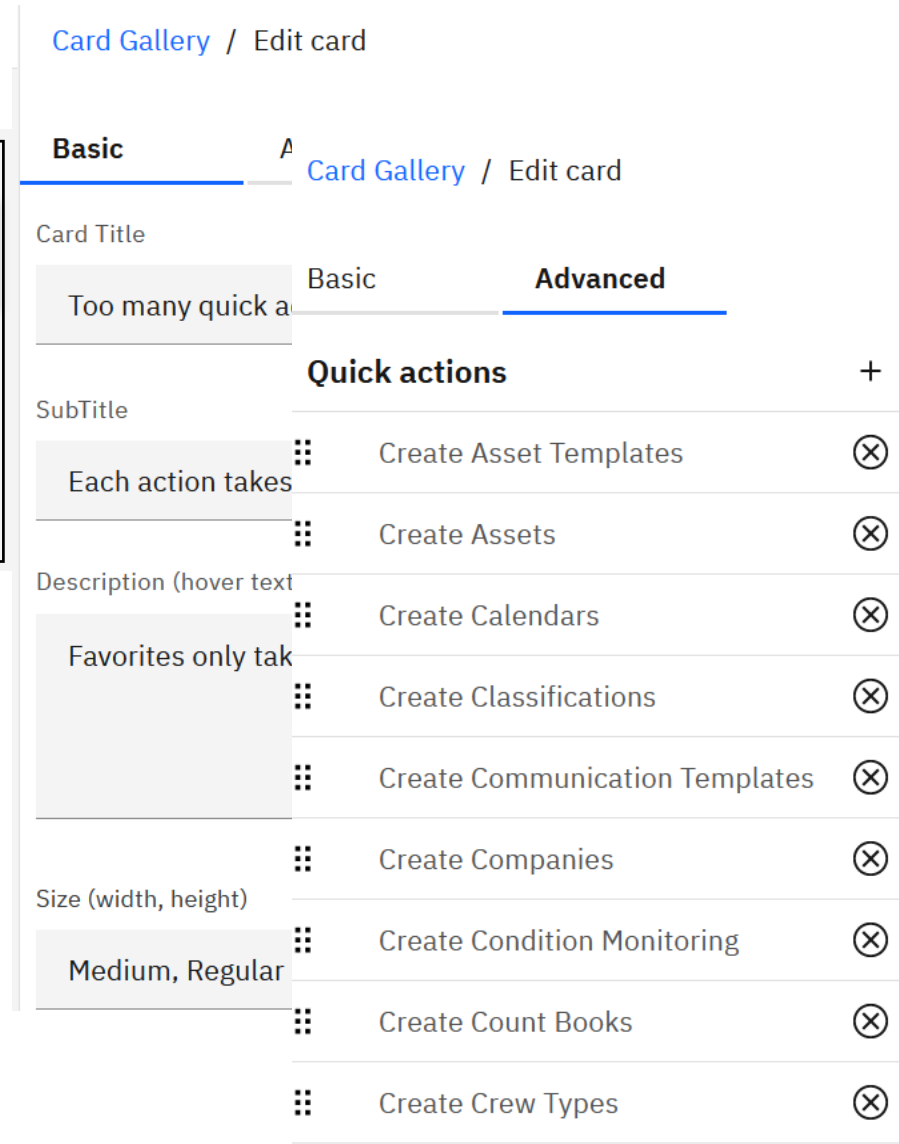 Card Gallery / Edit card
Basic
Card Title
Too many quick
SubTitle
Each action takes
Description (hover text
Favorites only
Size (width, height)
Medium, Regular
Card Gallery / Edit card
Basic Advanced
Quick actions +
Create Asset Templates
Create Assets
Create Calendars
Create Classifications
Create Communication Templates
Create Companies
Create Condition Monitoring
Create Count Books
Create Crew Types